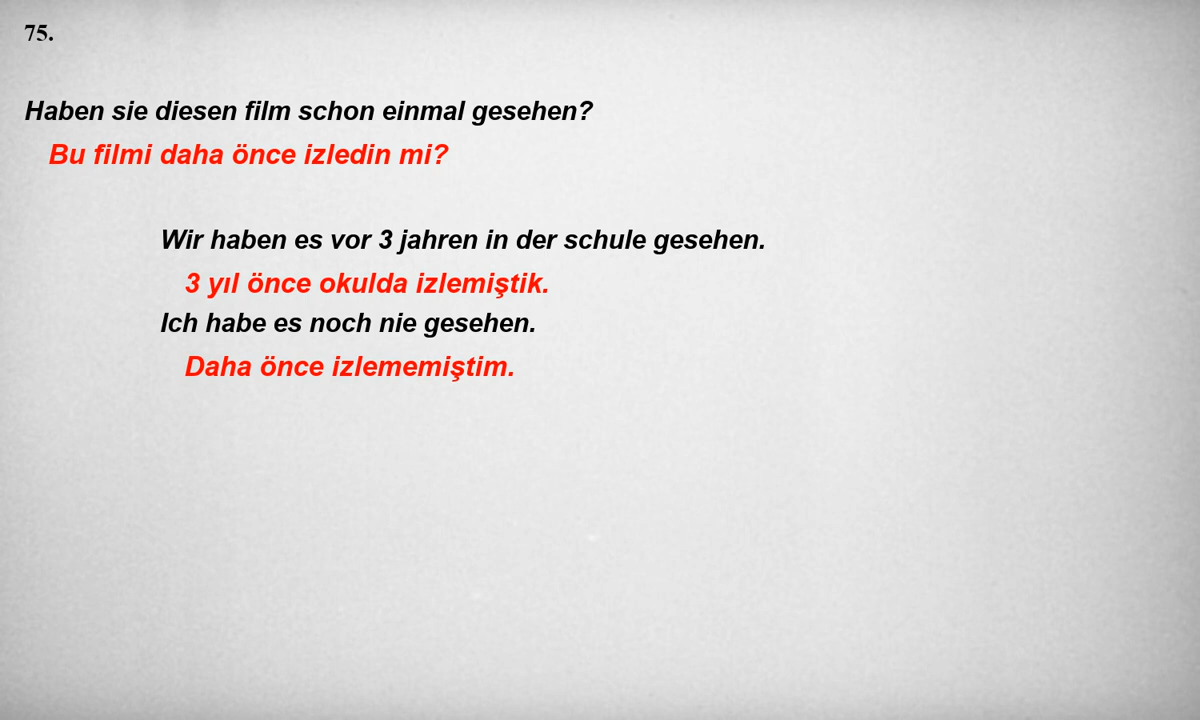 75.
Haben sie diesen film schon einmal gesehen?
Bu filmi daha önce izledin mi?
Wir haben es vor 3 jahren in der schule gesehen.
3 yıl önce okulda izlemiştik.
Ich habe es noch nie gesehen.
Daha önce izlememiştim.